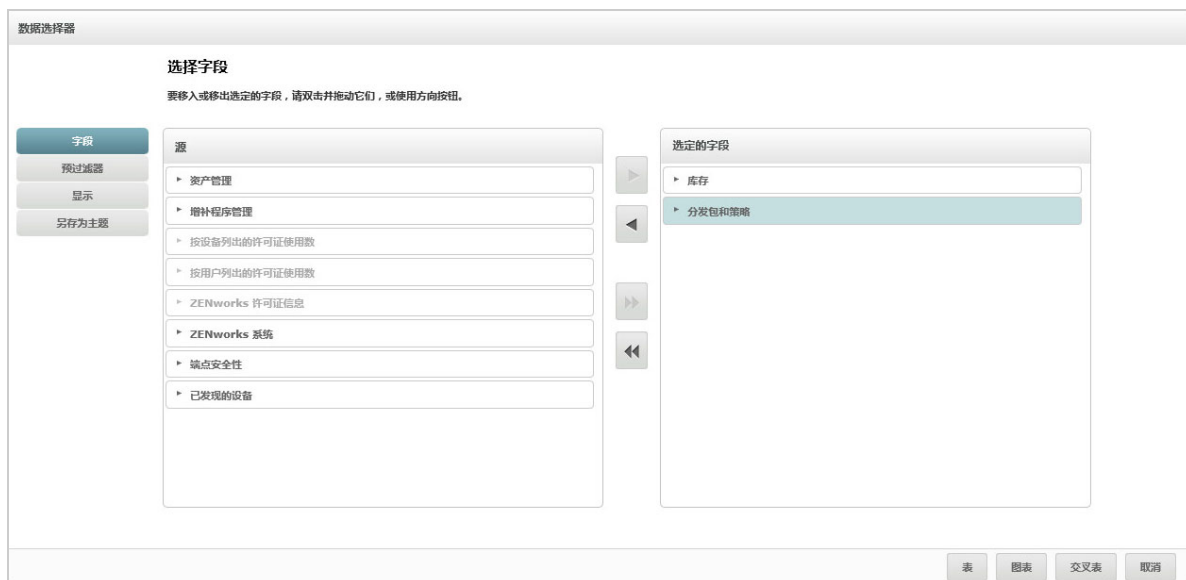 数据选择器
选择字段
要移入或移出选定的字段，请双击并拖动它们，或使用方向按钮。
字段
预过滤器
显示
另存为主题
源
资产管理
增补程序管理
按设备列出的许可证使用数
按用户列出的许可证使用数
ZENworks 许可证信息
ZENworks 系统
端点安全性
已发现的设备
选定的字段
库存
分发包和策略
表
图表
交叉表
取消